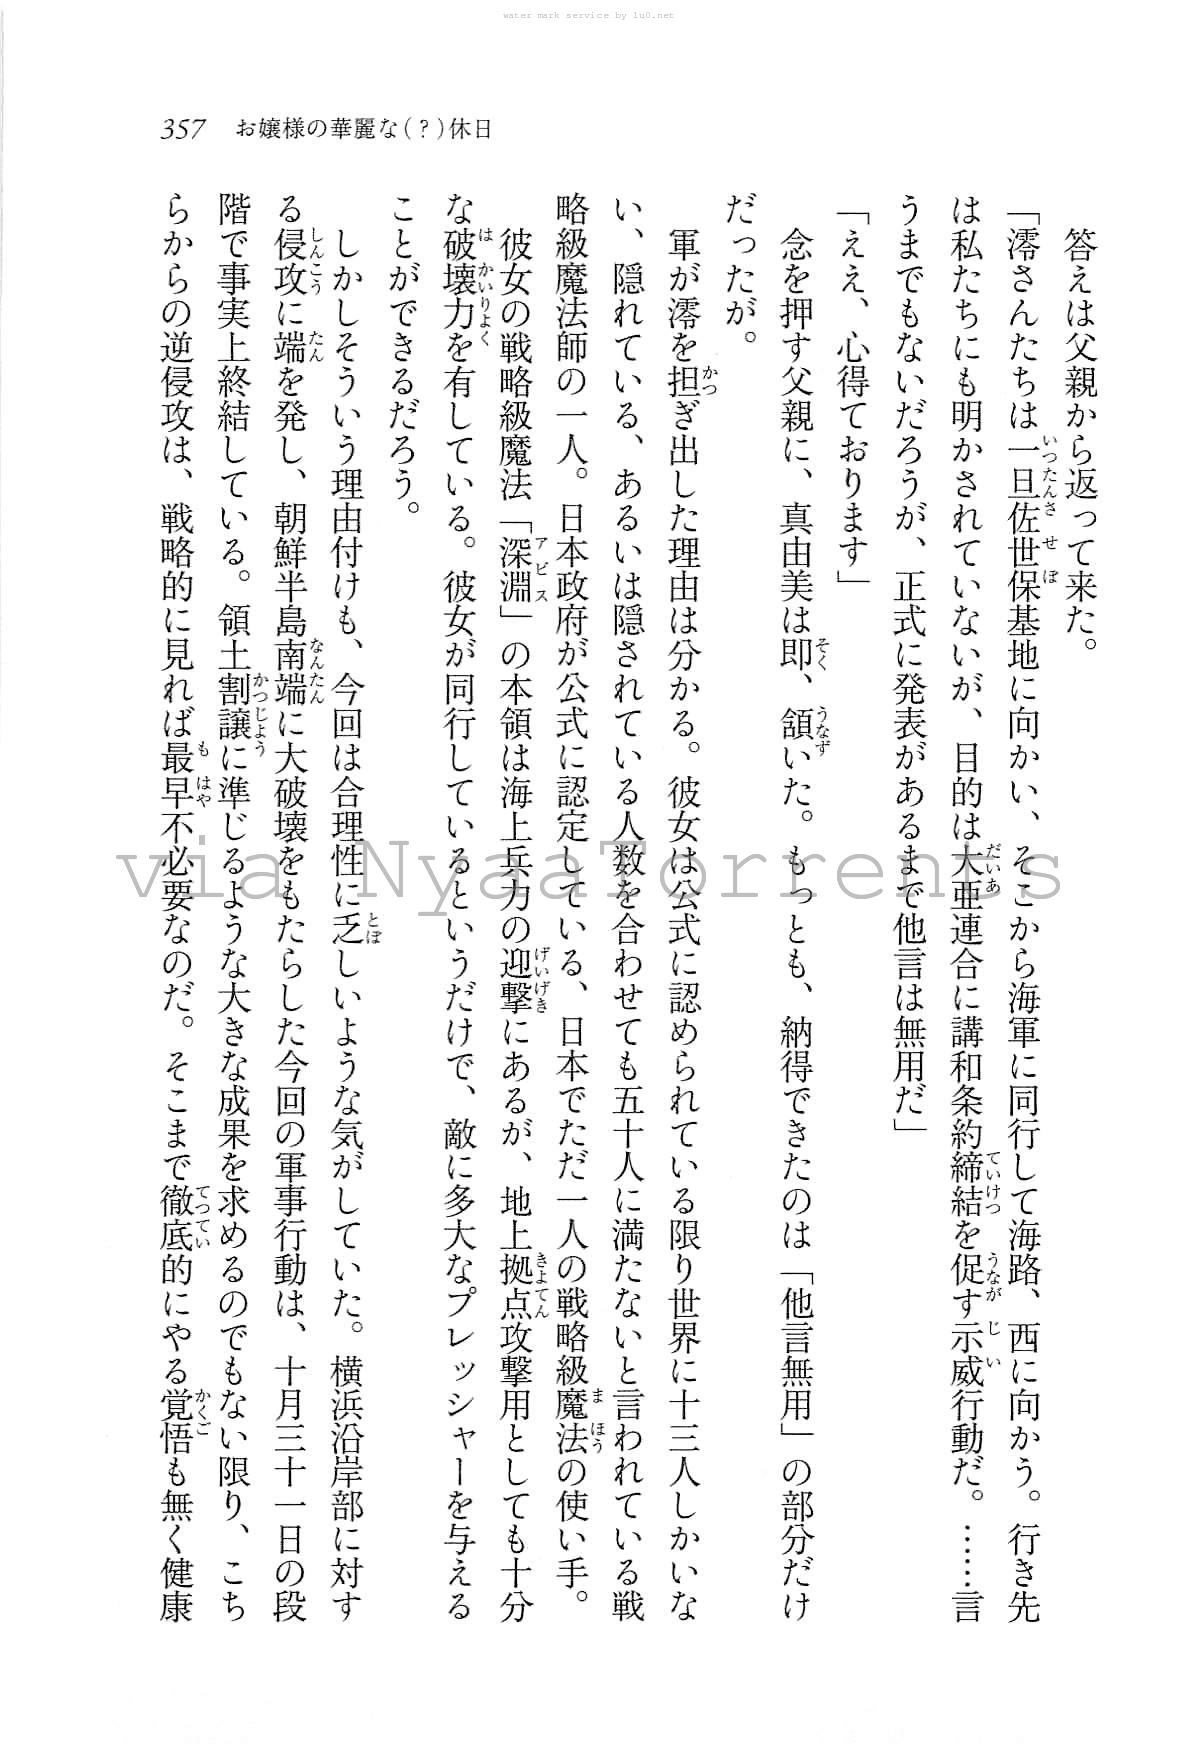 water mark service by lu0.net
357 お嬢様の華麗な(？)休日
答えは父親から返って来た。
「澪さんたちは一旦佐世保基地に向かい、そこから海軍に同行して海路、西に向かう。行き先
は私たちにも明かされていないが、目的は大亜連合に講和条約締結を促す示威行動だ。……言
うまでもないだろうが、正式に発表があるまで他言は無用だ」
「ええ、心得ております」
念を押す父親に、真由美は即、頷いた。もっとも、納得できたのは「他言無用」の部分だけ
だったが。
軍が澪を担ぎ出した理由は分かる。彼女は公式に認められている限り世界に十三人しかいな
い、隠れている、あるいは隠されている人数を合わせても五十人に満たないと言われている戦
略級魔法師の一人。日本政府が公式に認定している、日本でただ一人の戦略級魔法の使い手。
彼女の戦略級魔法「深淵」の本領は海上兵力の迎撃にあるが、地上拠点攻撃用としても十分
な破壊力を有している。彼女が同行しているというだけで、敵に多大なプレッシャーを与える
ことができるだろう。
しかしそういう理由付けも、今回は合理性に乏しいような気がしていた。横浜沿岸部に対す
る侵攻に端を発し、朝鮮半島南端に大破壊をもたらした今回の軍事行動は、十月三十一日の段
階で事実上終結している。領土割譲に準じるような大きな成果を求めるのでもない限り、こち
らからの逆侵攻は、戦略的に見れば最早不必要なのだ。そこまで徹底的にやる覚悟も無く健康
via NyaaTorrents